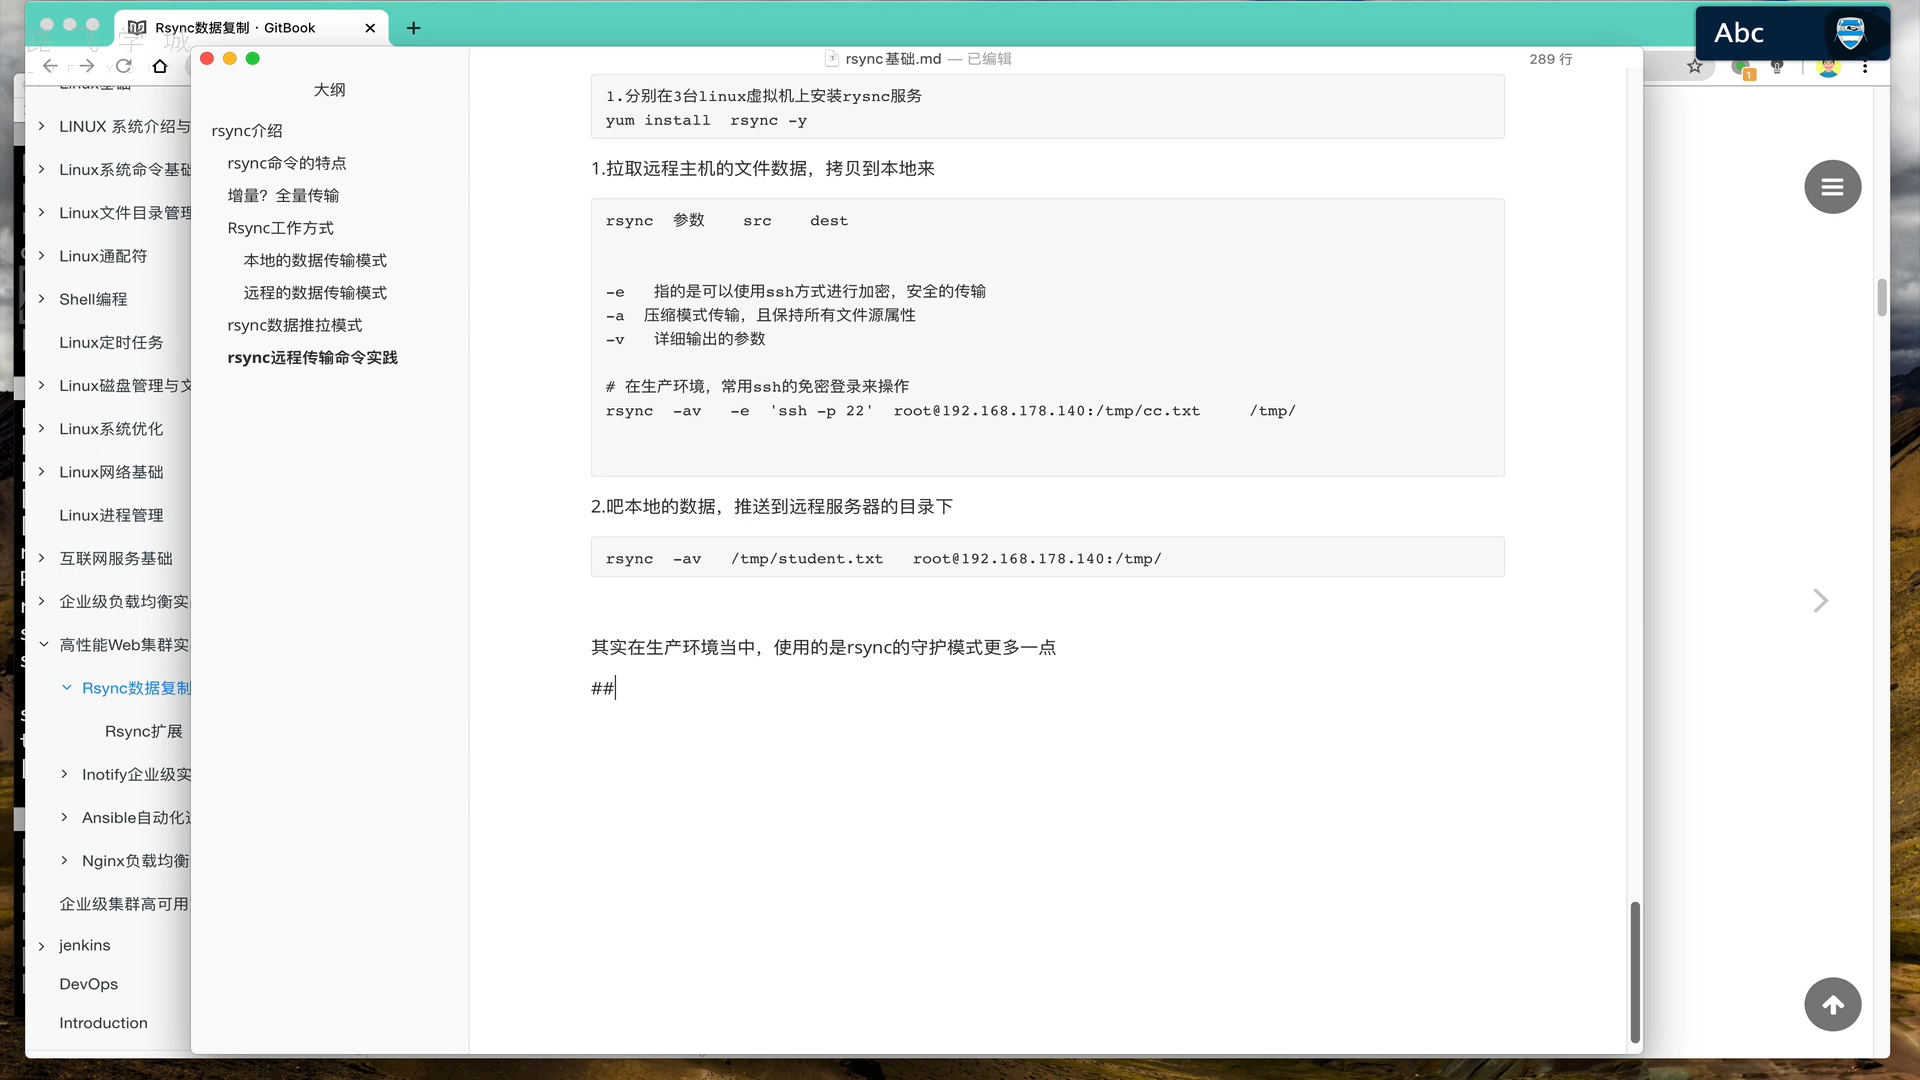 Rsync数据复制 · GitBook
Abc
1
LINUX 系统介绍与
Linux系统命令基础
Linux文件目录管理
Linux通配符
Shell编程
Linux定时任务
Linux磁盘管理与文
Linux系统优化
Linux网络基础
Linux进程管理
互联网服务基础
企业级负载均衡实
高性能Web集群实
Rsync数据复制
Rsync扩展
Inotify企业级实
Ansible自动化运
Nginx负载均衡
企业级集群高可用
jenkins
DevOps
Introduction
rsync基础.md — 已编辑
289 行
大纲
rsync介绍
rsync命令的特点
增量？全量传输
Rsync工作方式
本地的数据传输模式
远程的数据传输模式
rsync数据推拉模式
rsync远程传输命令实践
1.分别在3台linux虚拟机上安装rysnc服务
yum install rsync -y
1.拉取远程主机的文件数据，拷贝到本地来
rsync 参数 src dest
-e 指的是可以使用ssh方式进行加密，安全的传输
-a 压缩模式传输，且保持所有文件源属性
-v 详细输出的参数
# 在生产环境，常用ssh的免密登录来操作
rsync -av -e 'ssh -p 22' root@192.168.178.140:/tmp/cc.txt /tmp/
2.吧本地的数据，推送到远程服务器的目录下
rsync -av /tmp/student.txt root@192.168.178.140:/tmp/
其实在生产环境当中，使用的是rsync的守护模式更多一点
##